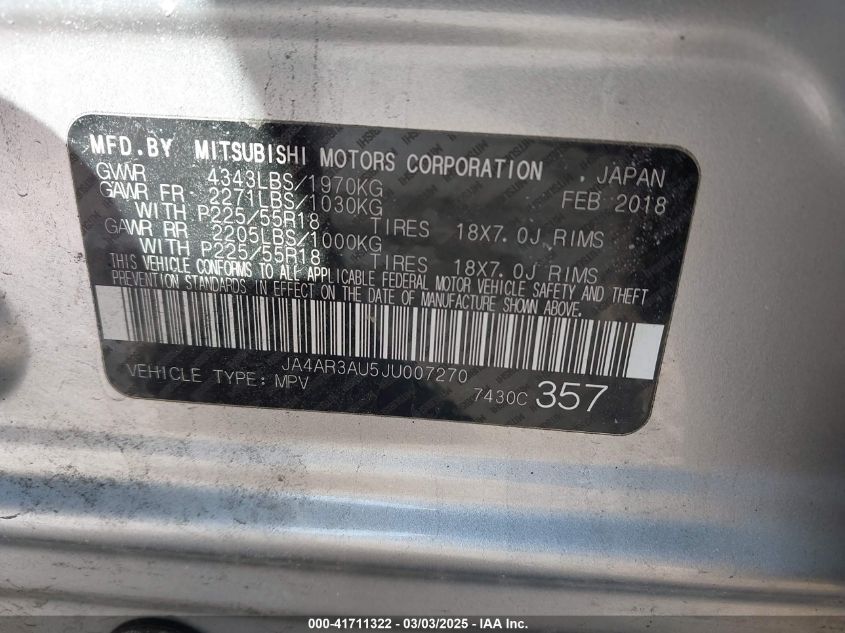 MFD.BY MITSUBISHI MOTORS CORPORATION . JAPAN
GVWR 4343LBS/1970KG FEB 2018
GAWR FR 2271LBS/1030KG
WITH P225/55R18 TIRES 18X7.0J RIMS .
GAWR RR 2205LBS/1000KG
WITH P225/55R18 TIRES 18X7.0J RIMS .
THIS VEHICLE CONFORMS TO ALL APPLICABLE FEDERAL MOTOR VEHICLE SAFETY AND THEFT
PREVENTION STANDARDS IN EFFECT ON THE DATE OF MANUFACTURE SHOWN ABOVE.
JA4AR3AU5JU007270
VEHICLE TYPE: MPV 7430C 357
000-41711322 - 03/03/2025 - IAA Inc.